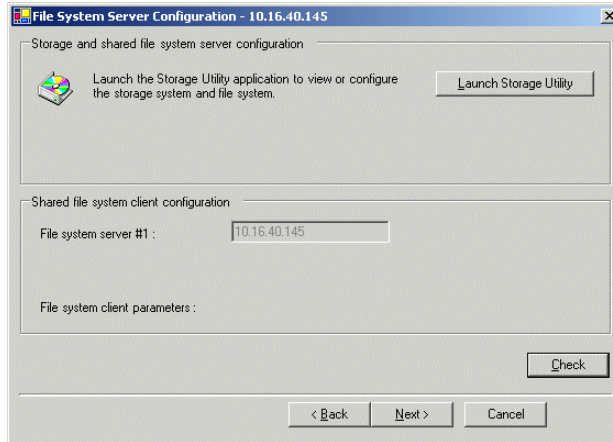 File System Server Configuration - 10.16.40.145
Storage and shared file system server configuration
Launch the Storage Utility application to view or configure
the storage system and file system.
Launch Storage Utility
Shared file system client configuration
File system server #1 :
10.16.40.145
File system client parameters :
Check
< Back
Next >
Cancel